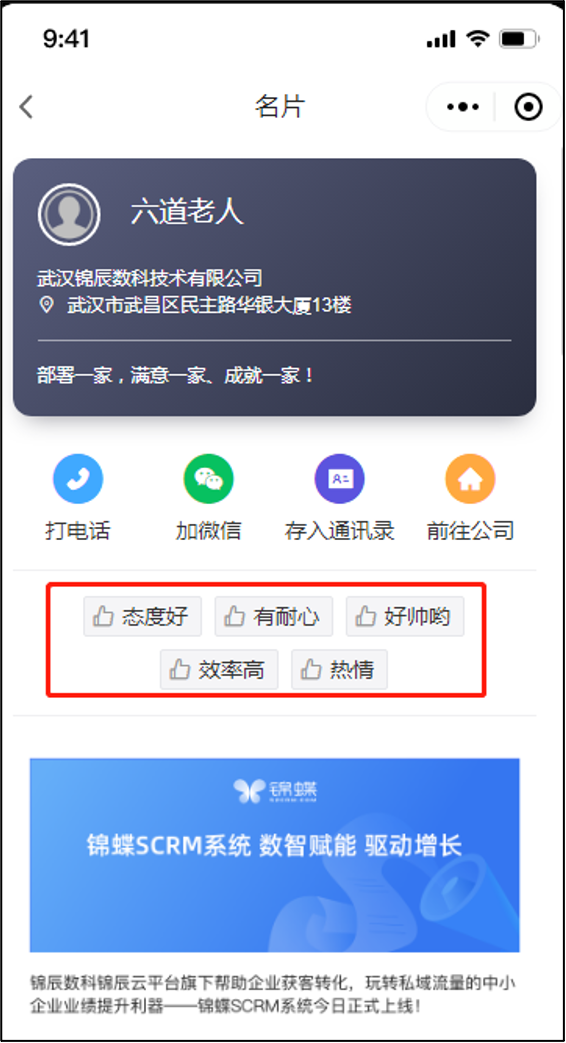 9:41
名片
六道老人
武汉锦辰数科技术有限公司
武汉市武昌区民主路华银大厦13楼
部署一家，满意一家、成就一家！
打电话
加微信
存入通讯录
前往公司
态度好
有耐心
好帅哟
效率高
热情
锦蝶
锦蝶SCRM系统 数智赋能 驱动增长
锦辰数科锦辰云平台旗下帮助企业获客转化，玩转私域流量的中小
企业业绩提升利器——锦蝶SCRM系统今日正式上线！